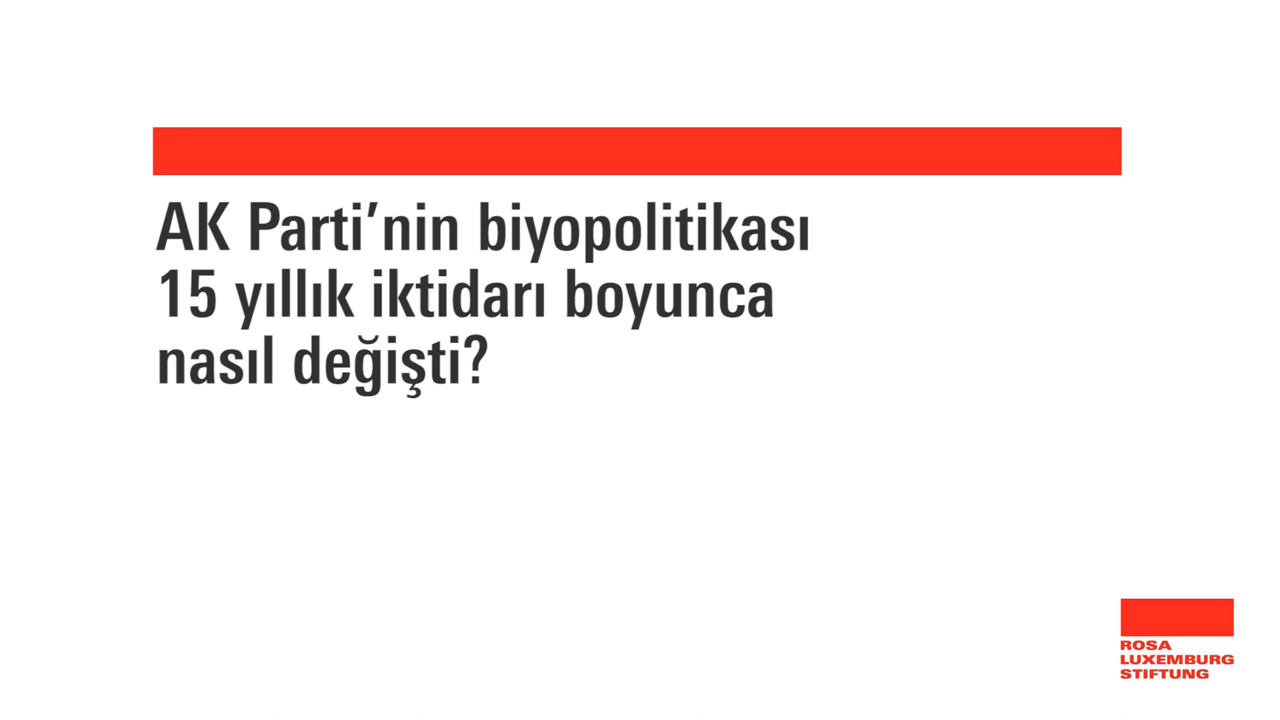 AK Parti’nin biyopolitikası
15 yıllık iktidarı boyunca
nasıl değişti?
ROSA
LUXEMBURG
STIFTUNG